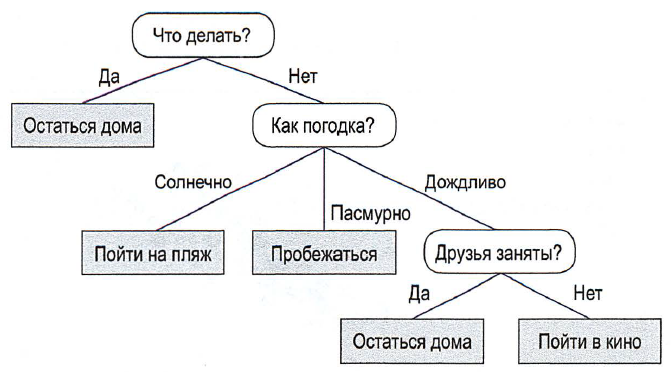 Что делать?
Да
Нет
Остаться дома
Как погодка?
Солнечно
Пасмурно
Дождливо
Пойти на пляж
Пробежаться
Друзья заняты?
Да
Нет
Остаться дома
Пойти в кино